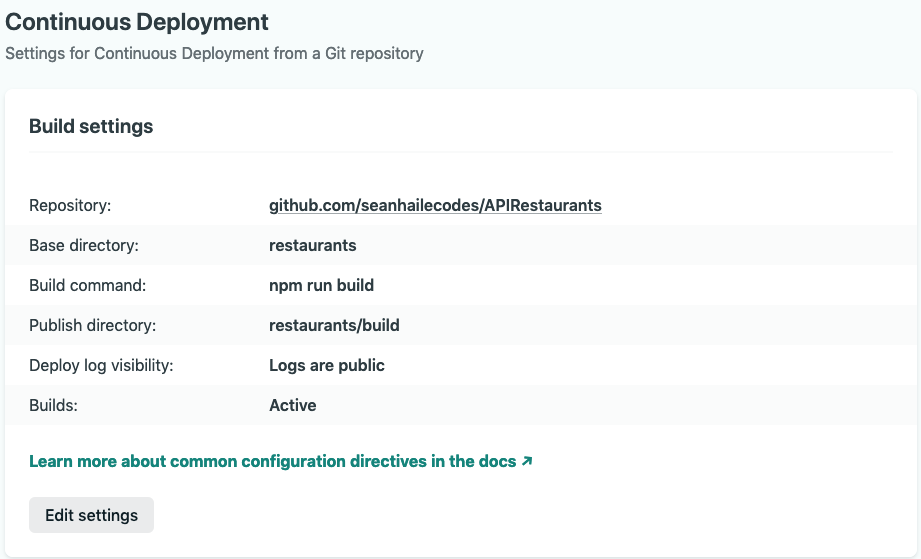 Continuous Deployment
Settings for Continuous Deployment from a Git repository
Build settings
Repository: github.com/seanhailecodes/APIRestaurants
Base directory: restaurants
Build command: npm run build
Publish directory: restaurants/build
Deploy log visibility: Logs are public
Builds: Active
Learn more about common configuration directives in the docs ↗
Edit settings